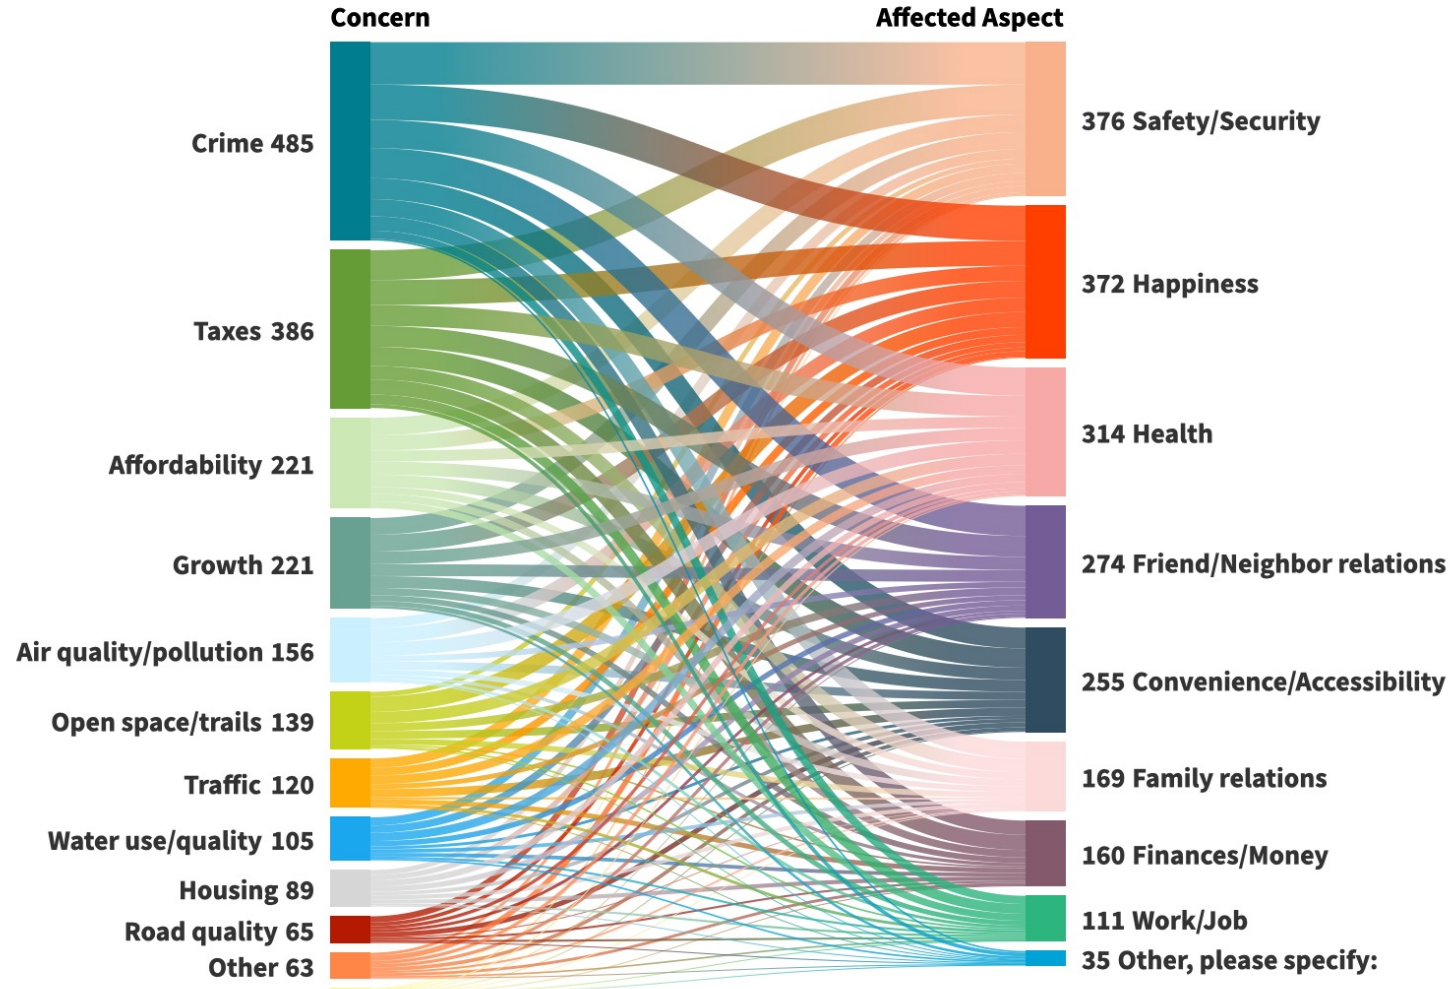 Concern
Affected Aspect
Crime 485
Taxes 386
Affordability 221
Growth 221
Air quality/pollution 156
Open space/trails 139
Traffic 120
Water use/quality 105
Housing 89
Road quality 65
Other 63
376 Safety/Security
372 Happiness
314 Health
274 Friend/Neighbor relations
255 Convenience/Accessibility
169 Family relations
160 Finances/Money
111 Work/Job
35 Other, please specify: